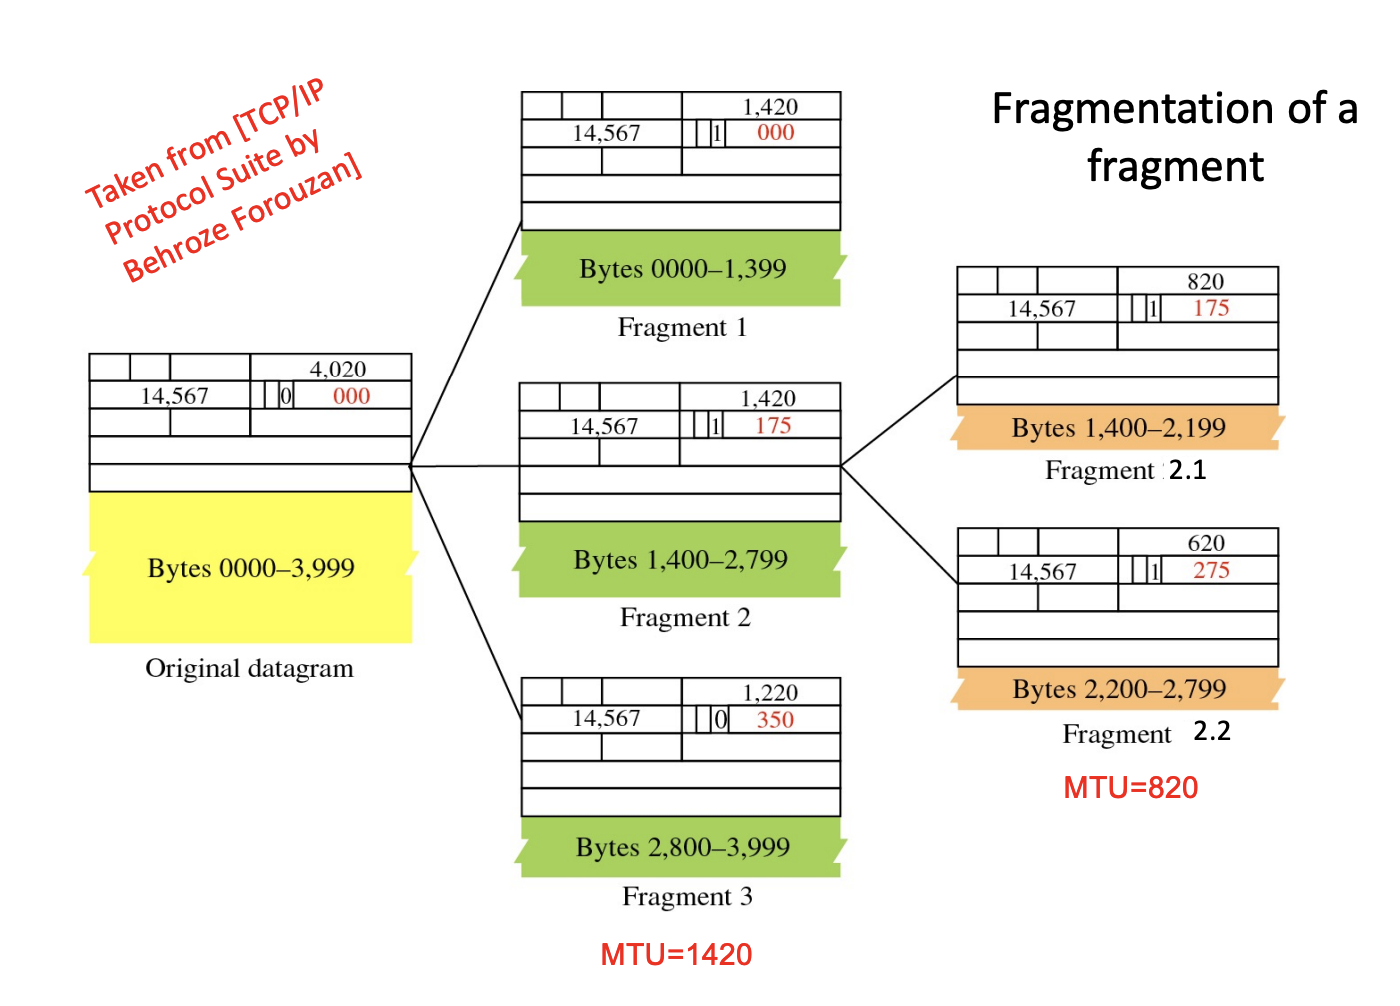 Fragmentation of a
fragment
Taken from [TCP/IP
Protocol Suite by
Behroze Forouzan]
4,020
14,567 0 000
Bytes 0000–3,999
Original datagram
1,420
14,567 1 000
Bytes 0000–1,399
Fragment 1
1,420
14,567 1 175
Bytes 1,400–2,799
Fragment 2
1,220
14,567 0 350
Bytes 2,800–3,999
Fragment 3
MTU=1420
820
14,567 1 175
Bytes 1,400–2,199
Fragment 2.1
620
14,567 1 275
Bytes 2,200–2,799
Fragment 2.2
MTU=820